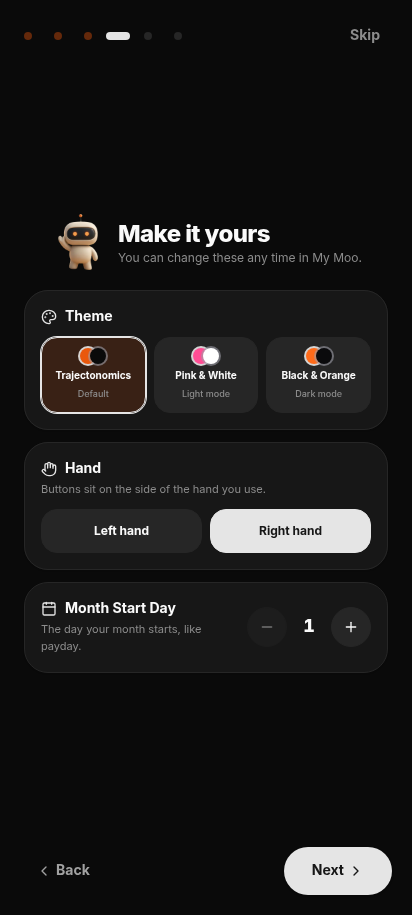 Skip
Make it yours
You can change these any time in My Moo.
Theme
Trajectonomics
Default
Pink & White
Light mode
Black & Orange
Dark mode
Hand
Buttons sit on the side of the hand you use.
Left hand
Right hand
Month Start Day
The day your month starts, like
payday.
− 1 +
Back
Next